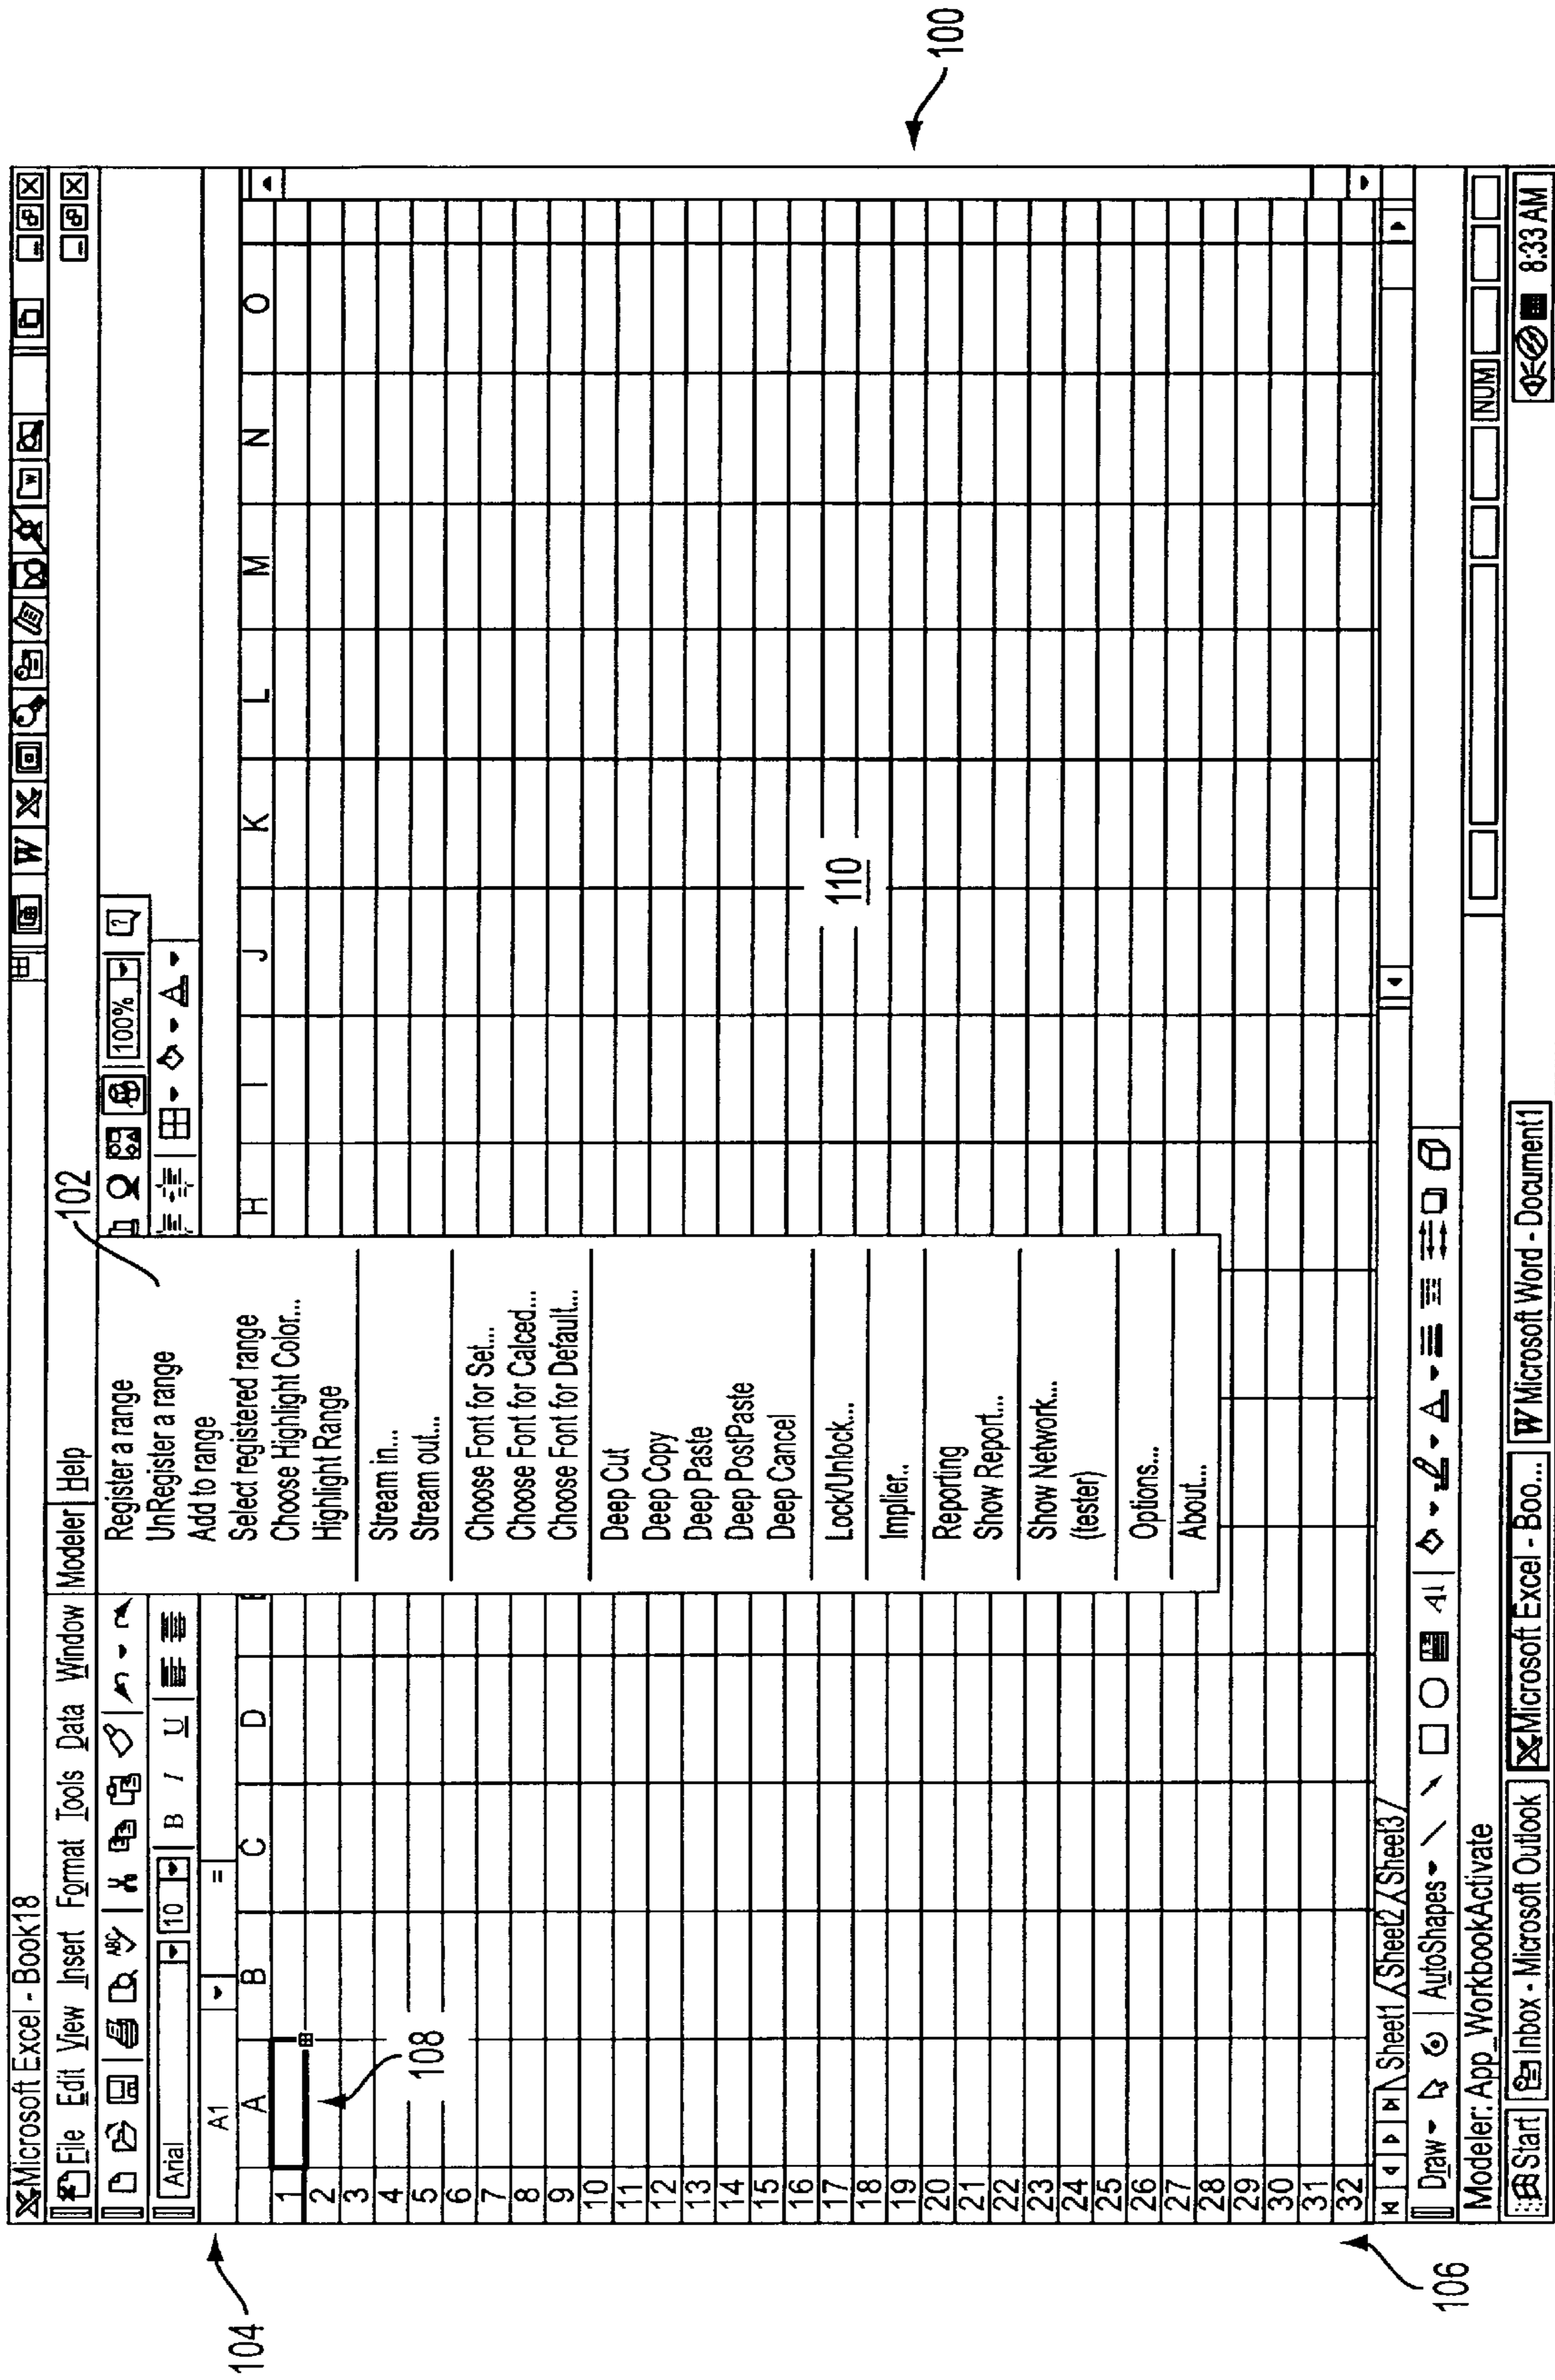 Microsoft Excel - Book18
File Edit View Insert Format Tools Data Window Modeler Help
102
100%
?
Arial 10 B I U
A1 =
A B C D H I J K L M N O
Register a range
UnRegister a range
Add to range
Select registered range
Choose Highlight Color...
Highlight Range
Stream in...
Stream out...
Choose Font for Set...
Choose Font for Calced...
Choose Font for Default...
Deep Cut
Deep Copy
Deep Paste
Deep PostPaste
Deep Cancel
Lock/Unlock...
Implier..
Reporting
Show Report...
Show Network...
(tester)
Options...
About...
1
2
3
4
5
6
7
8
9
10
11
12
13
14
15
16
17
18
19
20
21
22
23
24
25
26
27
28
29
30
31
32
104
108
110
100
106
Sheet1 Sheet2 Sheet3
Draw AutoShapes
Modeler: App_WorkbookActivate NUM
Start Inbox - Microsoft Outlook Microsoft Excel - Boo... W Microsoft Word - Document1 8:33 AM